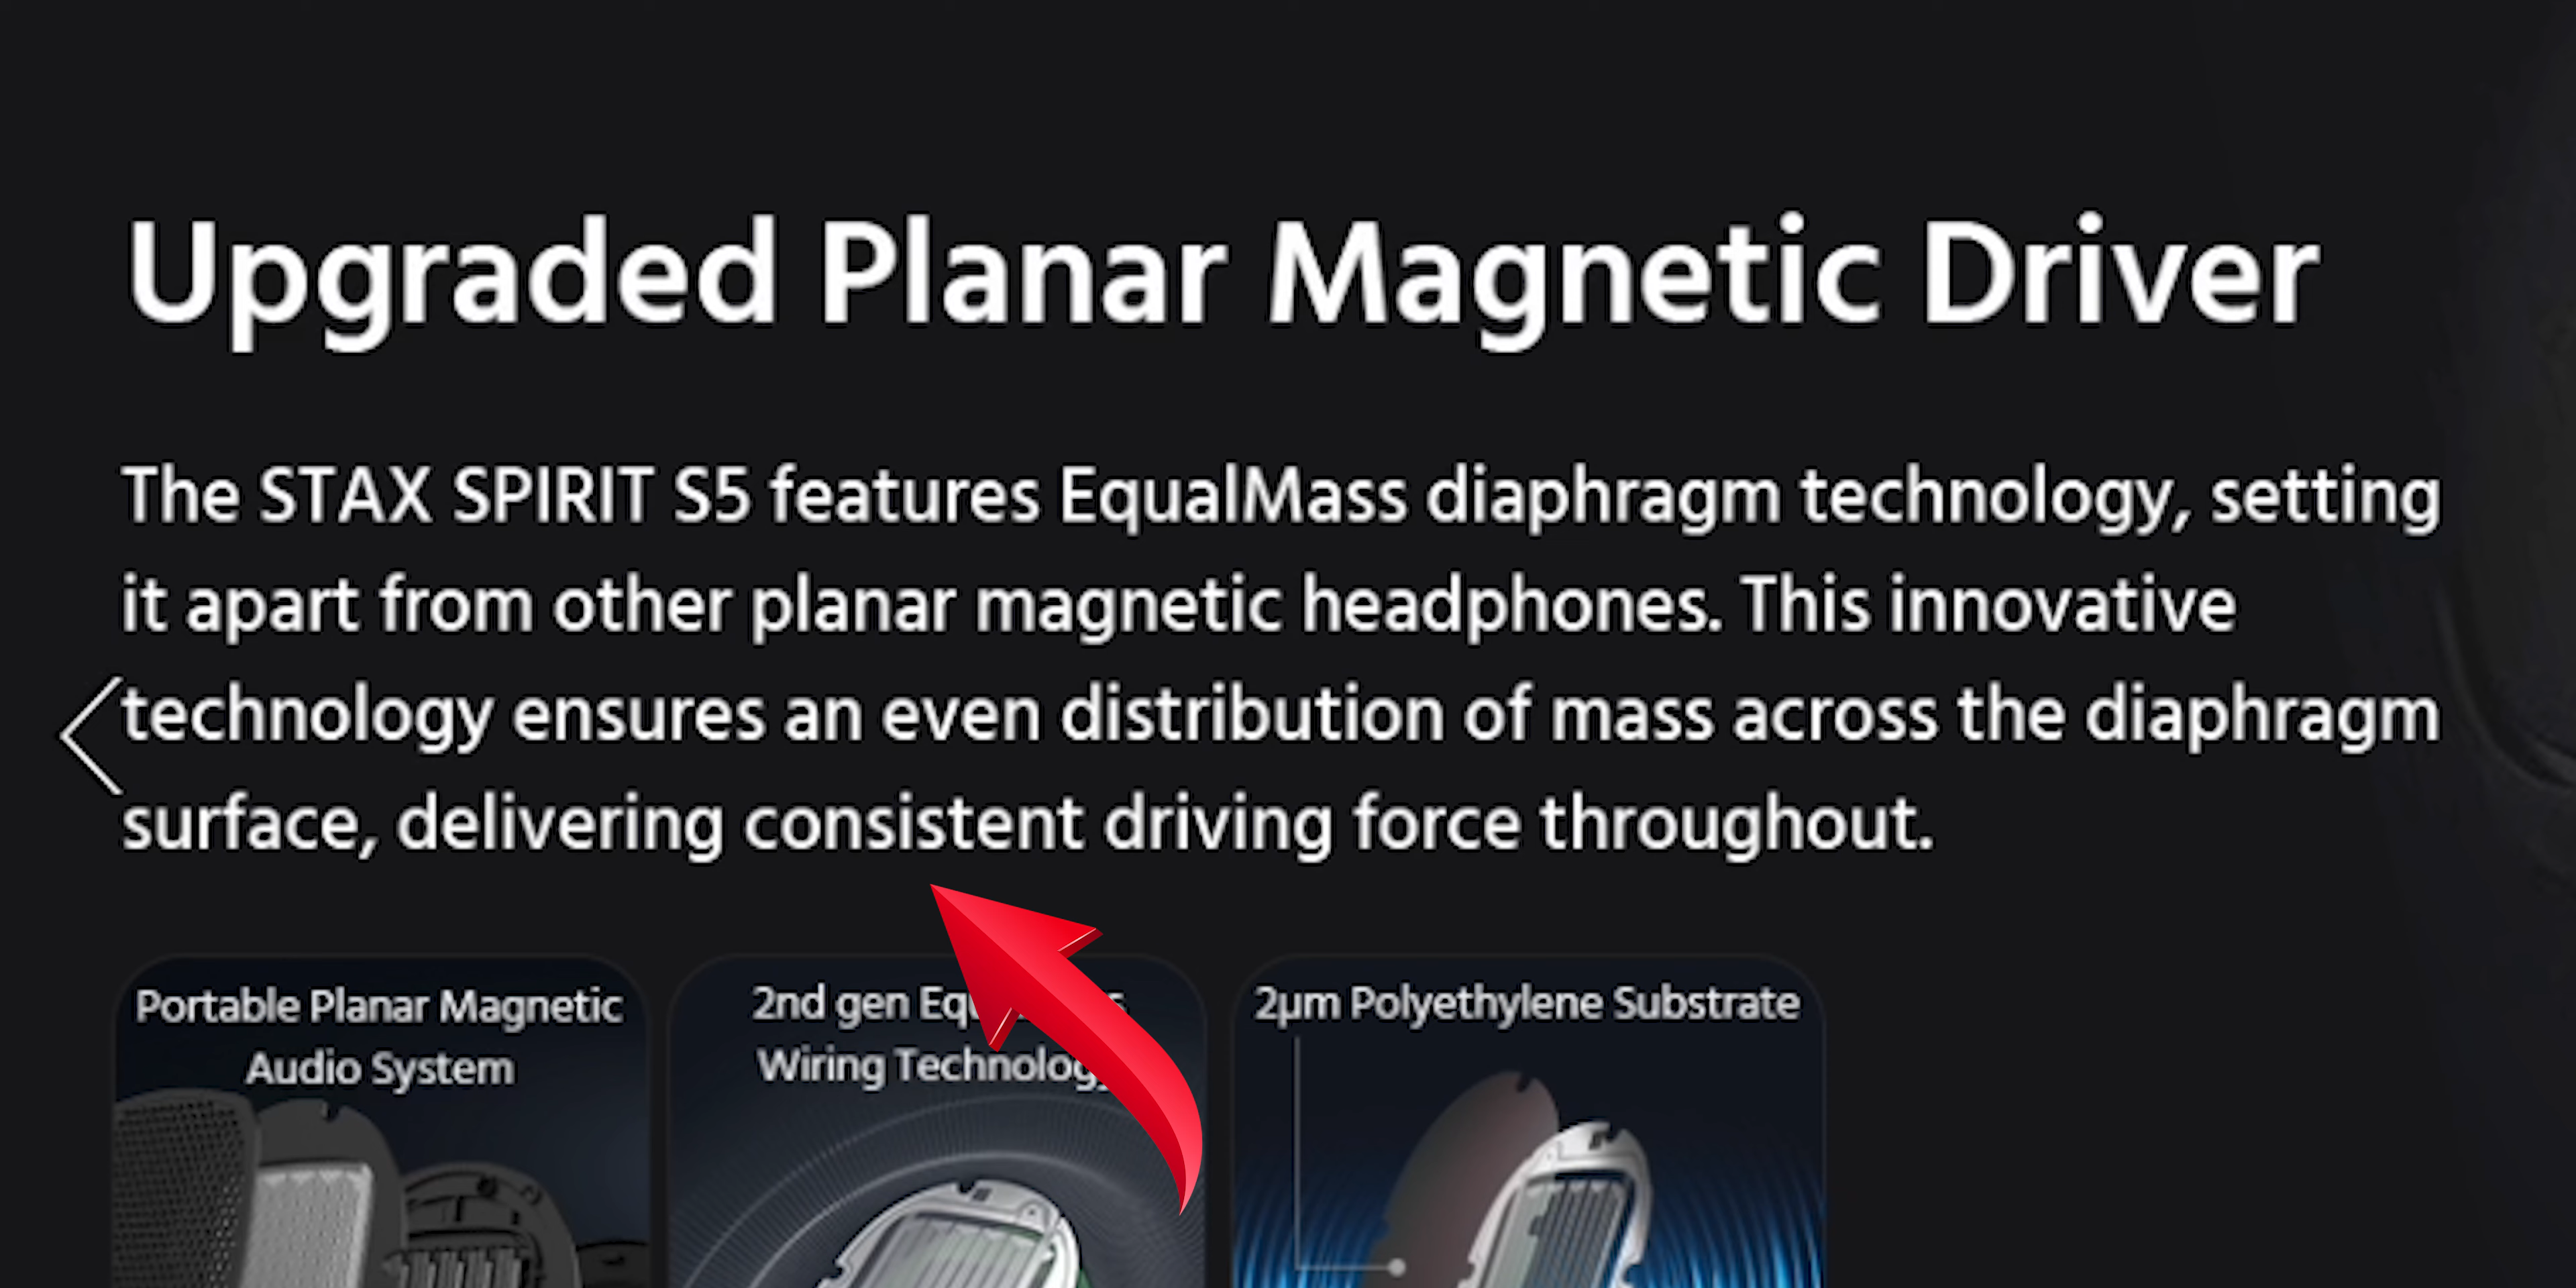 Upgraded Planar Magnetic Driver
The STAX SPIRIT S5 features EqualMass diaphragm technology, setting
it apart from other planar magnetic headphones. This innovative
technology ensures an even distribution of mass across the diaphragm
surface, delivering consistent driving force throughout.
Portable Planar Magnetic
Audio System
2nd gen
Wiring Technology
2μm Polyethylene Substrate